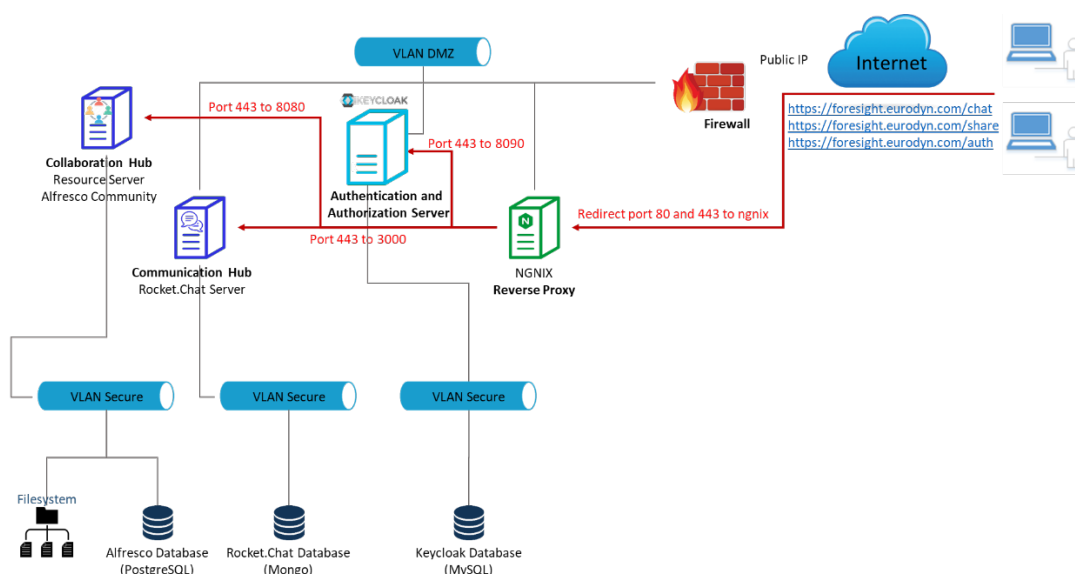 VLAN DMZ
Public IP
Internet
KEYCLOAK
Port 443 to 8080
Firewall
https://foresight.eurodyn.com/chat
https://foresight.eurodyn.com/share
https://foresight.eurodyn.com/auth
Port 443 to 8090
Collaboration Hub
Resource Server
Alfresco Community
Authentication and
Authorization Server
Redirect port 80 and 443 to ngnix
Port 443 to 3000
Communication Hub
Rocket.Chat Server
N
NGNIX
Reverse Proxy
VLAN Secure
VLAN Secure
VLAN Secure
Filesystem
Alfresco Database
(PostgreSQL)
Rocket.Chat Database
(Mongo)
Keycloak Database
(MySQL)